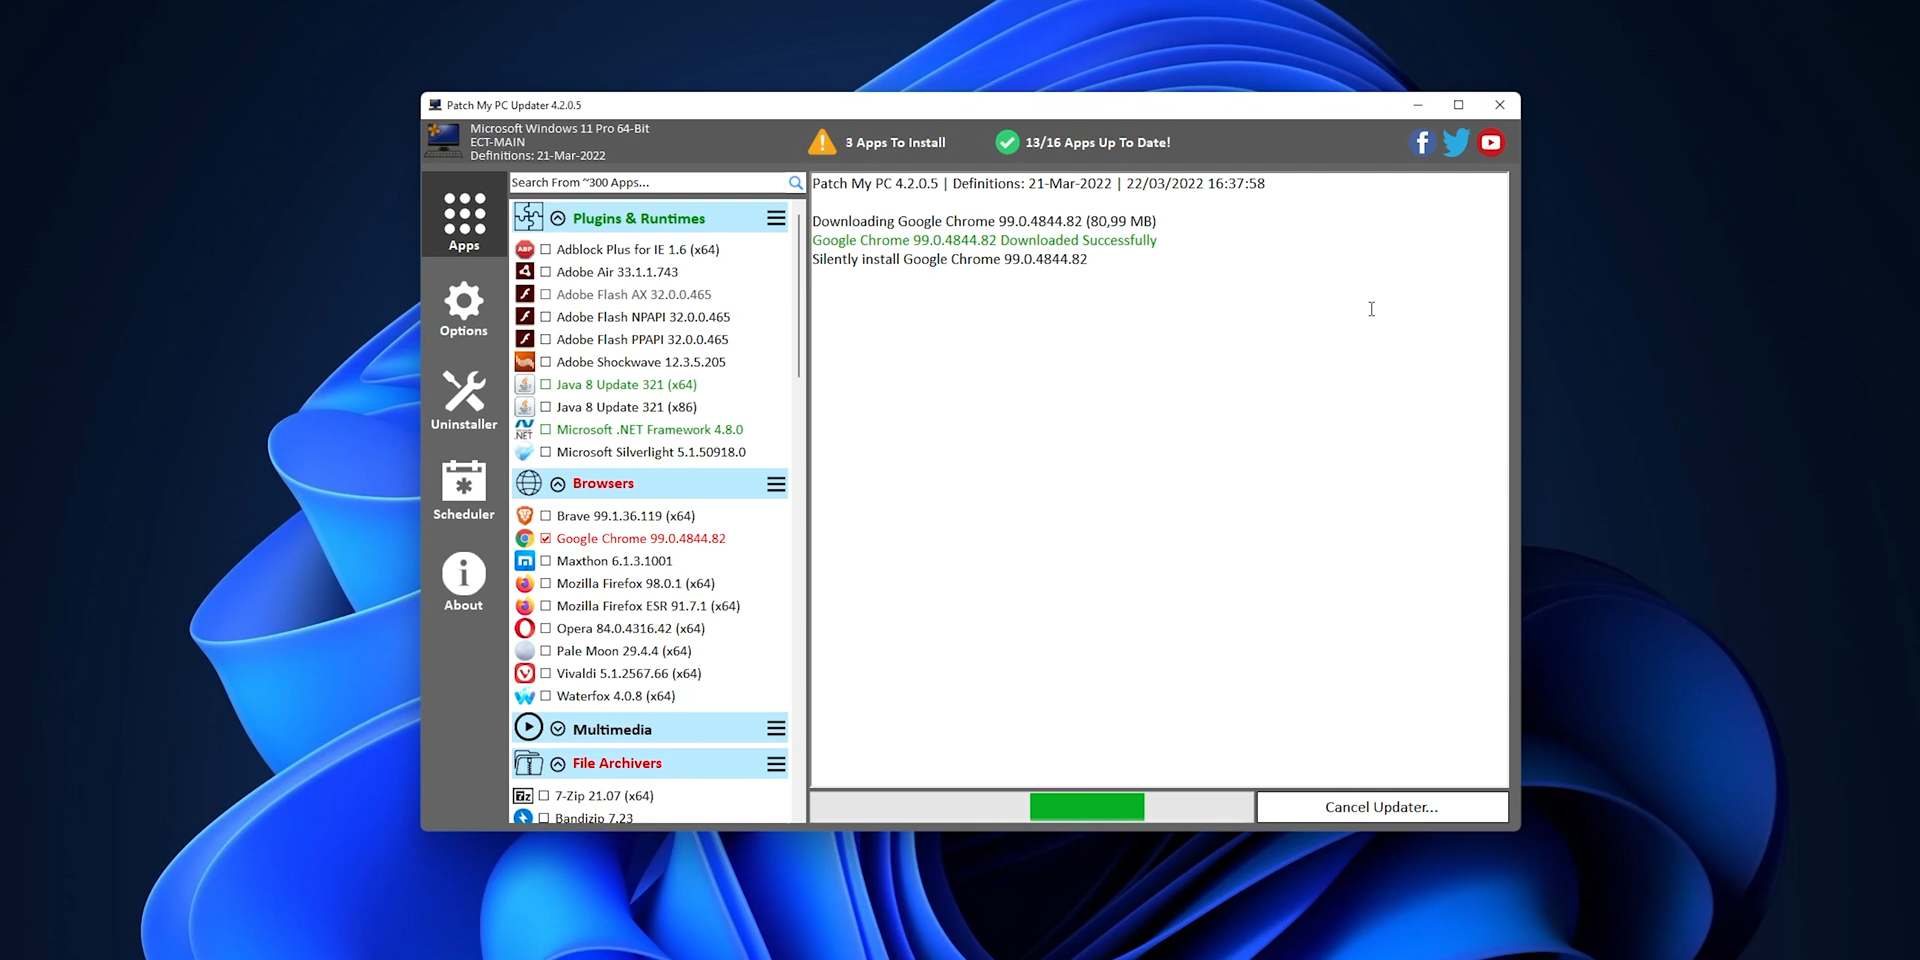 Patch My PC Updater 4.2.0.5
Microsoft Windows 11 Pro 64-Bit
ECT-MAIN
Definitions: 21-Mar-2022
3 Apps To Install
13/16 Apps Up To Date!
Apps
Options
Uninstaller
Scheduler
About
Search From ~300 Apps...
Plugins & Runtimes
ABP
Adblock Plus for IE 1.6 (x64)
Adobe Air 33.1.1.743
Adobe Flash AX 32.0.0.465
Adobe Flash NPAPI 32.0.0.465
Adobe Flash PPAPI 32.0.0.465
Adobe Shockwave 12.3.5.205
Java 8 Update 321 (x64)
Java 8 Update 321 (x86)
.NET
Microsoft .NET Framework 4.8.0
Microsoft Silverlight 5.1.50918.0
Browsers
Brave 99.1.36.119 (x64)
Google Chrome 99.0.4844.82
Maxthon 6.1.3.1001
Mozilla Firefox 98.0.1 (x64)
Mozilla Firefox ESR 91.7.1 (x64)
Opera 84.0.4316.42 (x64)
Pale Moon 29.4.4 (x64)
Vivaldi 5.1.2567.66 (x64)
Waterfox 4.0.8 (x64)
Multimedia
File Archivers
7z
7-Zip 21.07 (x64)
Bandizip 7.23
Patch My PC 4.2.0.5 | Definitions: 21-Mar-2022 | 22/03/2022 16:37:58
Downloading Google Chrome 99.0.4844.82 (80,99 MB)
Google Chrome 99.0.4844.82 Downloaded Successfully
Silently install Google Chrome 99.0.4844.82
Cancel Updater...